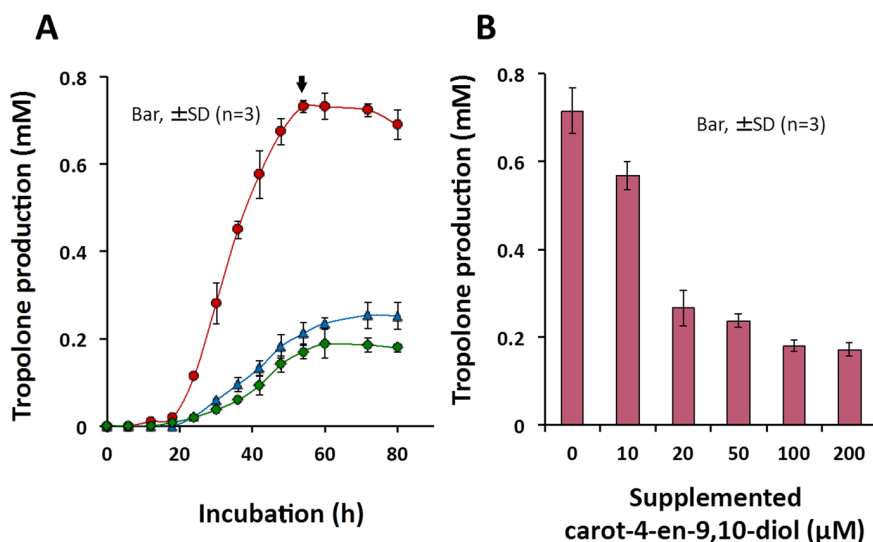 A
Tropolone production (mM)
0.8
0.6
0.4
0.2
0
Bar, ±SD (n=3)
0
20
40
60
80
Incubation (h)
B
Tropolone production (mM)
0.8
0.6
0.4
0.2
0
Bar, ±SD (n=3)
0
10
20
50
100
200
Supplemented
carot-4-en-9,10-diol (μM)